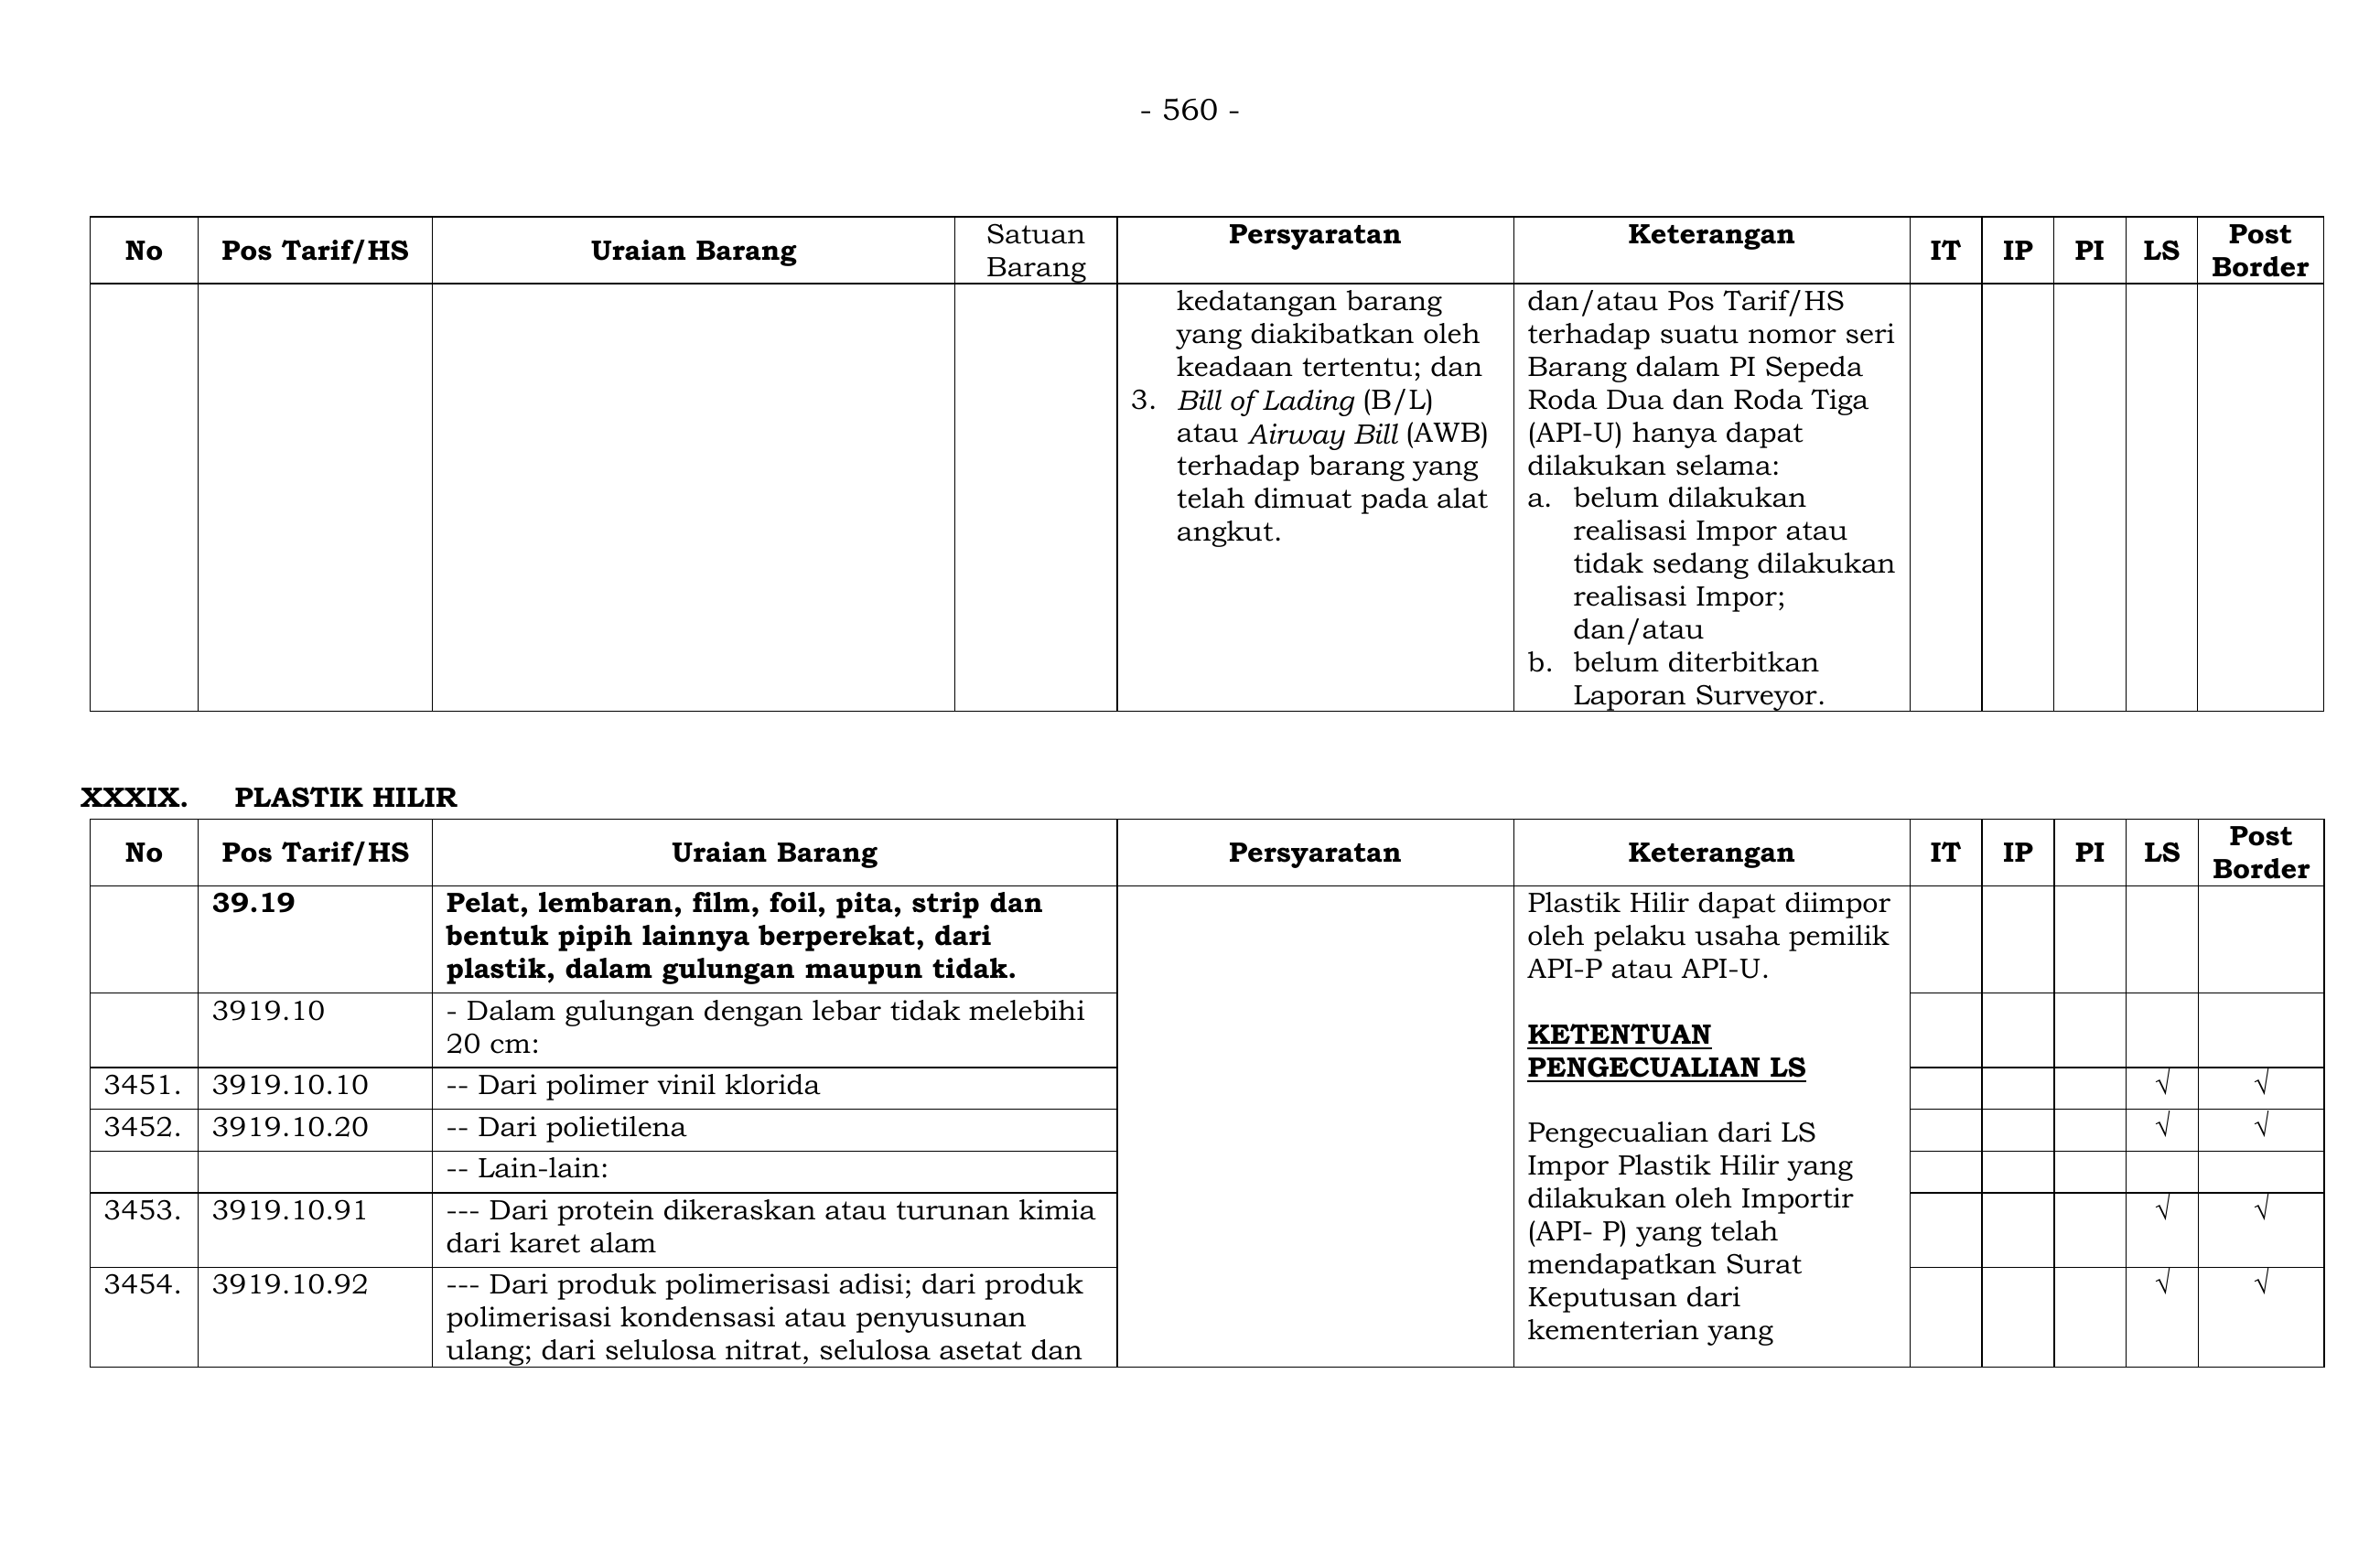 - 560 -
No Pos Tarif/HS Uraian Barang Satuan Barang Persyaratan Keterangan IT IP PI LS Post Border
kedatangan barang
yang diakibatkan oleh
keadaan tertentu; dan
3. Bill of Lading (B/L)
atau Airway Bill (AWB)
terhadap barang yang
telah dimuat pada alat
angkut.
dan/atau Pos Tarif/HS
terhadap suatu nomor seri
Barang dalam PI Sepeda
Roda Dua dan Roda Tiga
(API-U) hanya dapat
dilakukan selama:
a. belum dilakukan
realisasi Impor atau
tidak sedang dilakukan
realisasi Impor;
dan/atau
b. belum diterbitkan
Laporan Surveyor.
XXXIX. PLASTIK HILIR
No Pos Tarif/HS Uraian Barang Persyaratan Keterangan IT IP PI LS Post Border
39.19 Pelat, lembaran, film, foil, pita, strip dan
bentuk pipih lainnya berperekat, dari
plastik, dalam gulungan maupun tidak.
3919.10 - Dalam gulungan dengan lebar tidak melebihi
20 cm:
3451. 3919.10.10 -- Dari polimer vinil klorida √ √
3452. 3919.10.20 -- Dari polietilena √ √
-- Lain-lain:
3453. 3919.10.91 --- Dari protein dikeraskan atau turunan kimia √ √
dari karet alam
3454. 3919.10.92 --- Dari produk polimerisasi adisi; dari produk √ √
polimerisasi kondensasi atau penyusunan
ulang; dari selulosa nitrat, selulosa asetat dan
Plastik Hilir dapat diimpor
oleh pelaku usaha pemilik
API-P atau API-U.
KETENTUAN
PENGECUALIAN LS
Pengecualian dari LS
Impor Plastik Hilir yang
dilakukan oleh Importir
(API- P) yang telah
mendapatkan Surat
Keputusan dari
kementerian yang